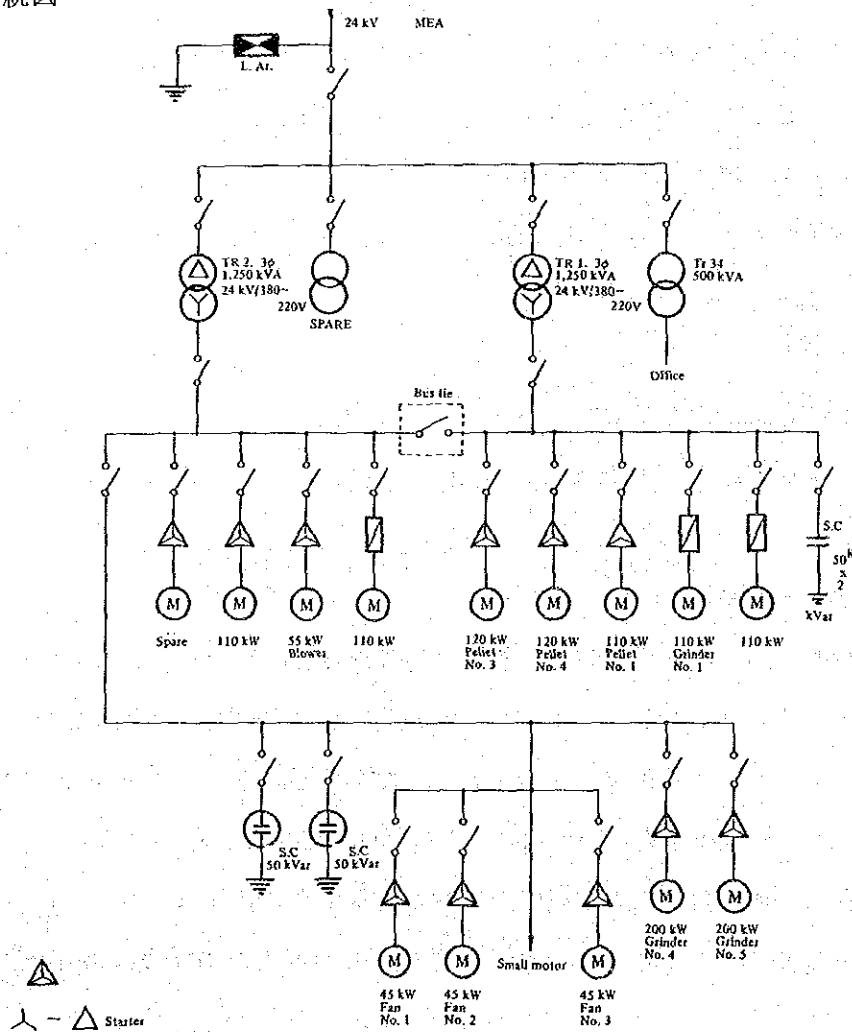 統図
24 kV MEA
L. Ar.
TR 2. 3φ
1,250 kVA
24 kV/380~
220V
SPARE
TR 1. 3φ
1,250 kVA
24 kV/380~
220V
Tr 34
500 kVA
Office
Bus tie
S.C
50k
x
2
kVar
M M M M M M M M M
Spare
110 kW
55 kW
Blower
110 kW
120 kW
Pellet
No. 3
120 kW
Pellet
No. 4
110 kW
Pellet
No. 1
110 kW
Grinder
No. 1
110 kW
S.C
50 kVar
S.C
50 kVar
M M
200 kW
Grinder
No. 4
200 kW
Grinder
No. 5
M M M
Small motor
45 kW
Fan
No. 1
45 kW
Fan
No. 2
45 kW
Fan
No. 3
Starter